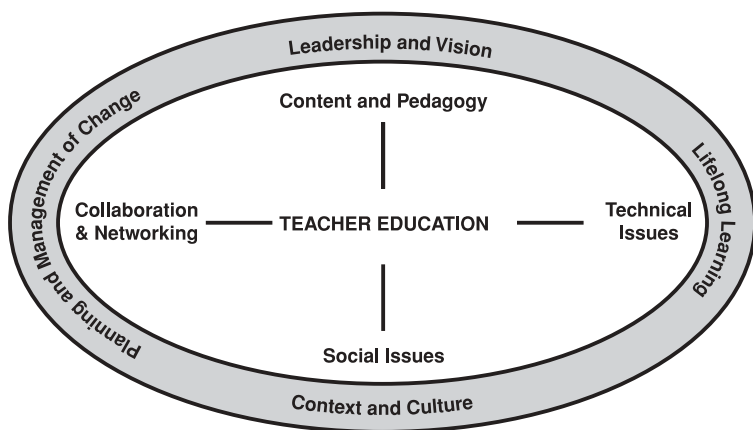 Leadership and Vision
Content and Pedagogy
Planning and Management of Change
Collaboration
& Networking
TEACHER EDUCATION
Technical
Issues
Lifelong Learning
Social Issues
Context and Culture